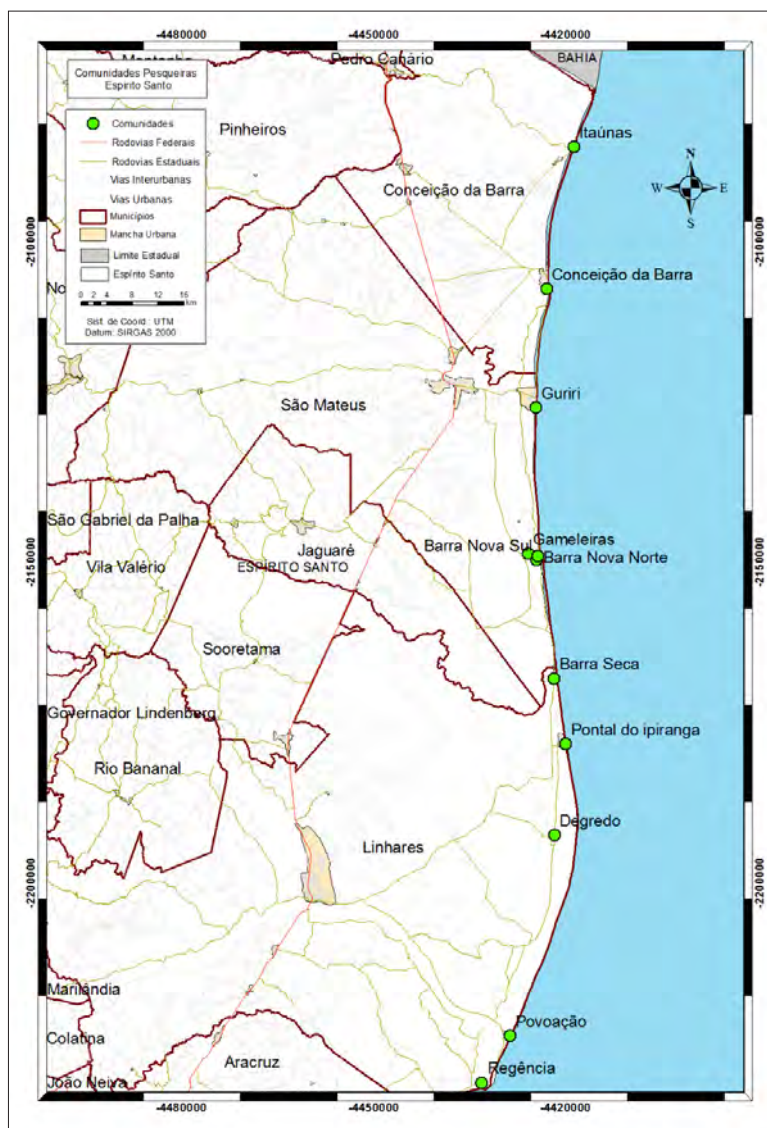 Comunidades Pesqueiras
Espirito Santo
Comunidades
Rodovias Federais
Rodovias Estaduais
Vias Interurbanas
Vias Urbanas
Municípios
Mancha Urbana
Limite Estadual
Espírito Santo
0 2 4 8 12 16
km
Sist. de Coord.: UTM
Datum: SIRGAS 2000
Pedro Canário
BAHIA
Pinheiros
Itaúnas
N
W E
S
Conceição da Barra
Conceição da Barra
Guriri
São Mateus
São Gabriel da Palha
Vila Valério
Jaguaré
ESPÍRITO SANTO
Barra Nova Sul
Gameleiras
Barra Nova Norte
Sooretama
Barra Seca
Governador Lindenberg
Pontal do ipiranga
Rio Bananal
Degredo
Linhares
Marilândia
Colatina
Povoação
Aracruz
João Neiva
Regência
-4480000 -4450000 -4420000
-4480000 -4450000 -4420000
-2100000
-2150000
-2200000
-2100000
-2150000
-2200000